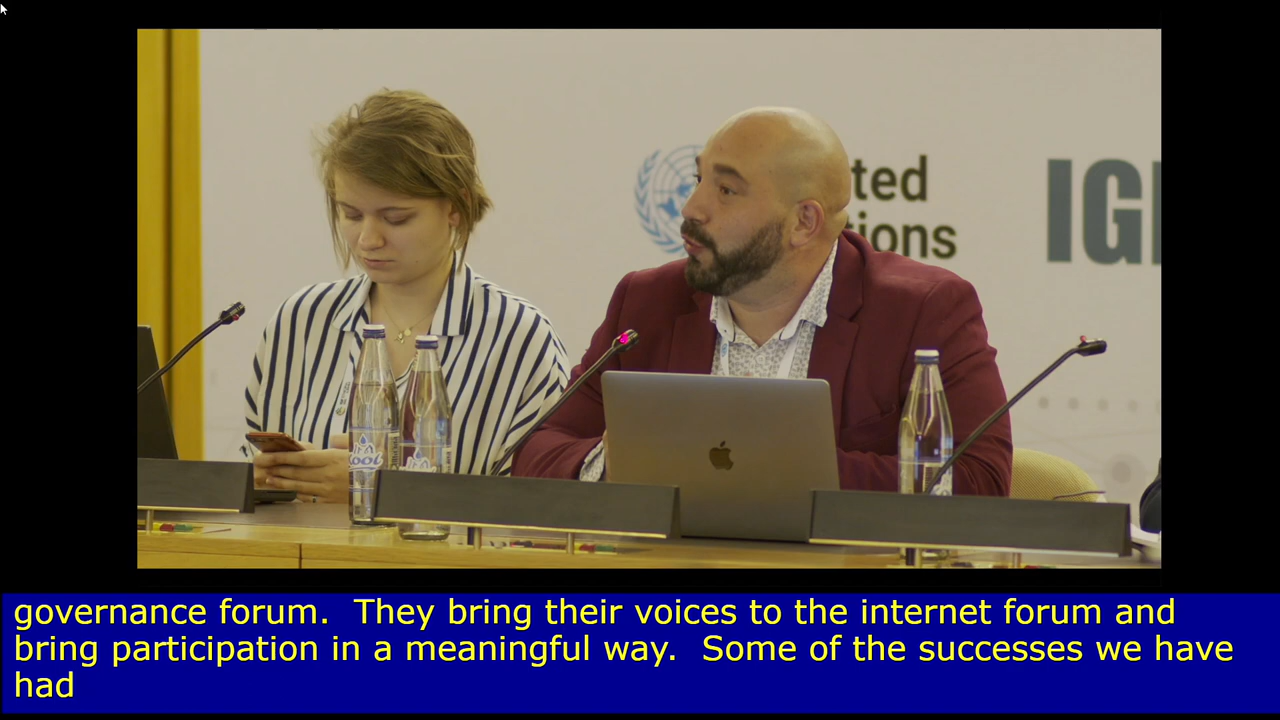 ted
ions
IG
Kool
governance forum.  They bring their voices to the internet forum and
bring participation in a meaningful way.  Some of the successes we have
had